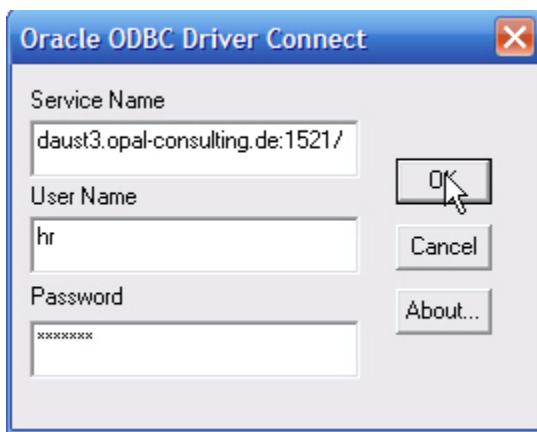 Oracle ODBC Driver Connect
Service Name
daust3.opal-consulting.de:1521/
User Name
hr
OK
Cancel
Password
×××××××
About...